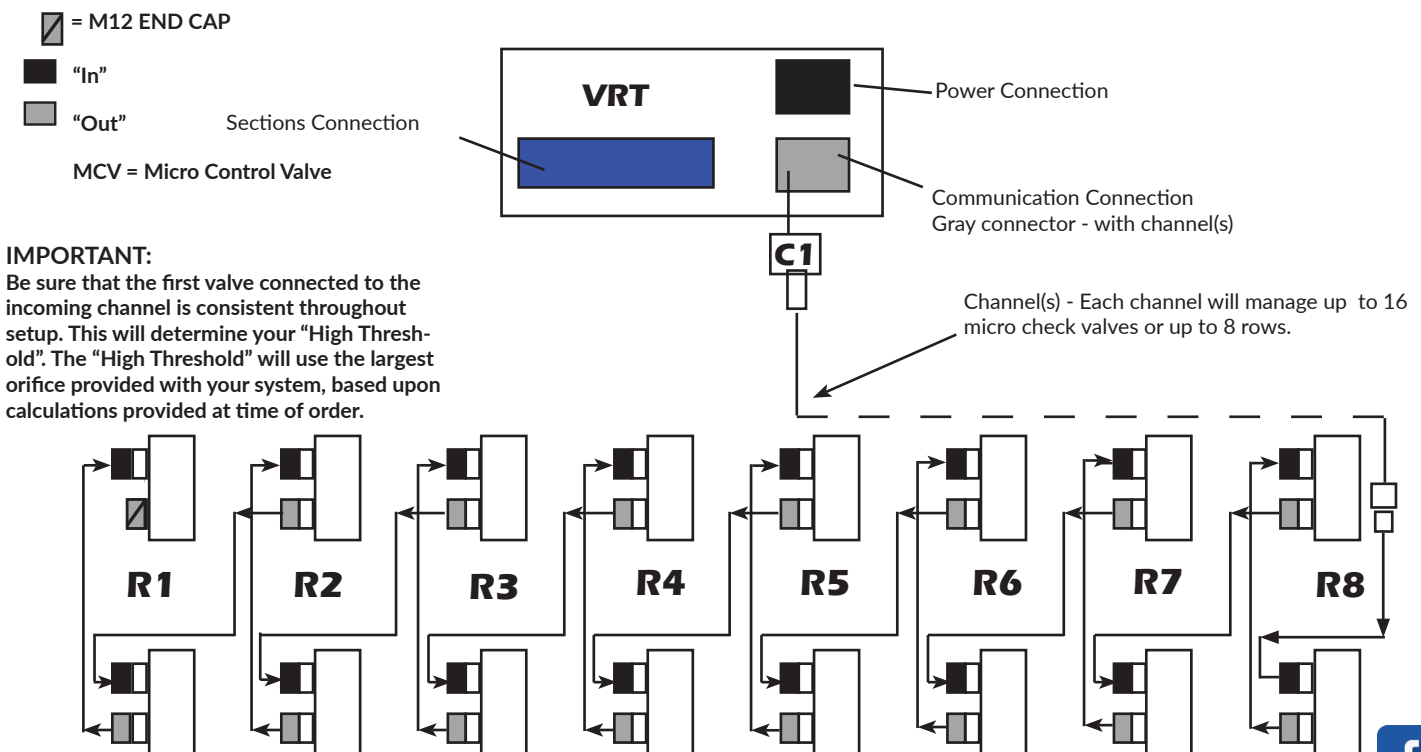 = M12 END CAP
"In"
"Out"
MCV = Micro Control Valve
Sections Connection
VRT
Power Connection
Communication Connection
Gray connector - with channel(s)
C1
IMPORTANT:
Be sure that the first valve connected to the
incoming channel is consistent throughout
setup. This will determine your “High Thresh-
old”. The “High Threshold” will use the largest
orifice provided with your system, based upon
calculations provided at time of order.
Channel(s) - Each channel will manage up to 16
micro check valves or up to 8 rows.
R1
R2
R3
R4
R5
R6
R7
R8